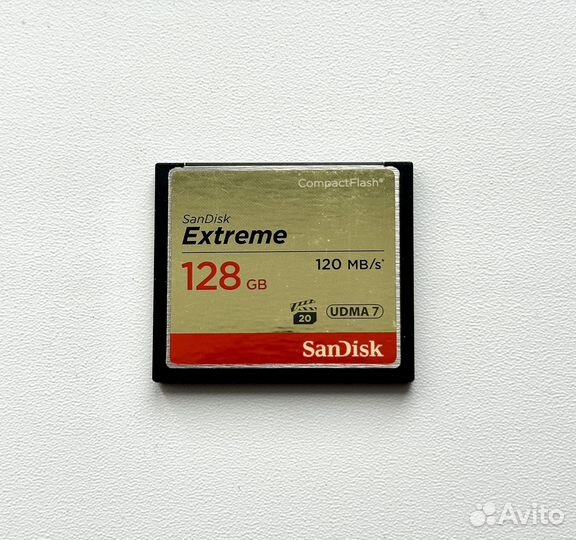 CompactFlash®
SanDisk
Extreme
128 GB
120 MB/s*
20
UDMA 7
SanDisk
Avito